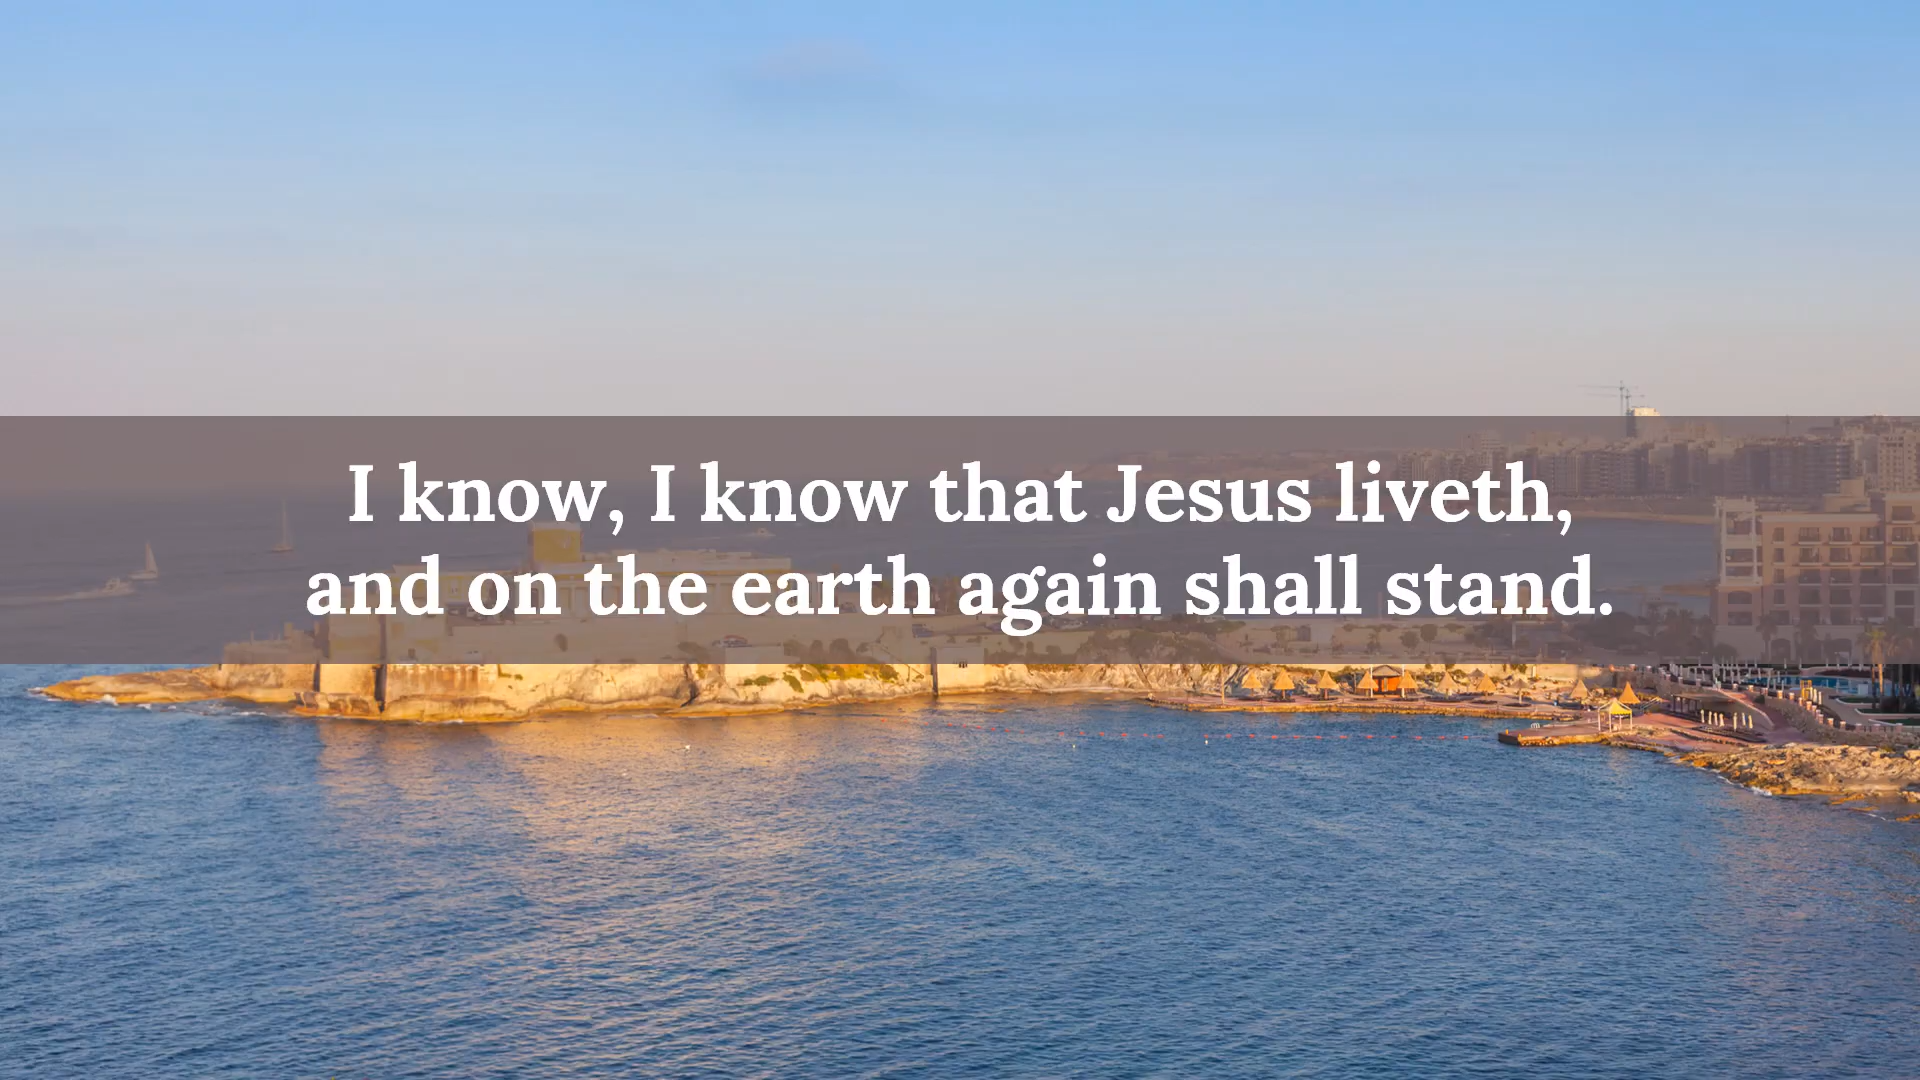 I know, I know that Jesus liveth,
and on the earth again shall stand.